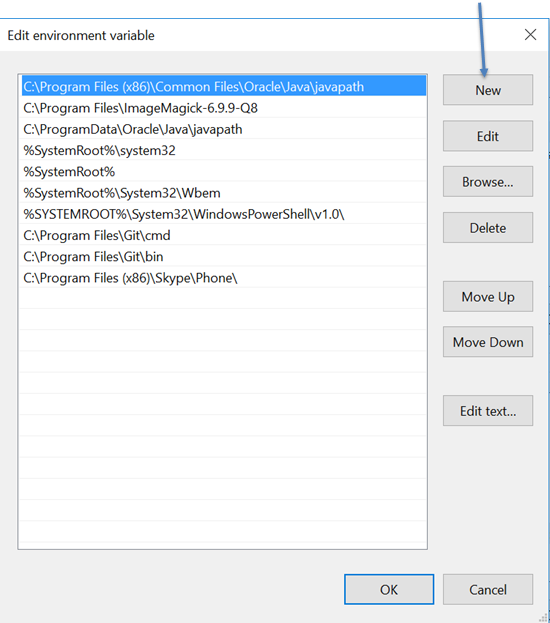 Edit environment variable
C:\Program Files (x86)\Common Files\Oracle\Java\javapath
C:\Program Files\ImageMagick-6.9.9-Q8
C:\ProgramData\Oracle\Java\javapath
%SystemRoot%\system32
%SystemRoot%
%SystemRoot%\System32\Wbem
%SYSTEMROOT%\System32\WindowsPowerShell\v1.0\
C:\Program Files\Git\cmd
C:\Program Files\Git\bin
C:\Program Files (x86)\Skype\Phone\
New
Edit
Browse...
Delete
Move Up
Move Down
Edit text...
OK
Cancel